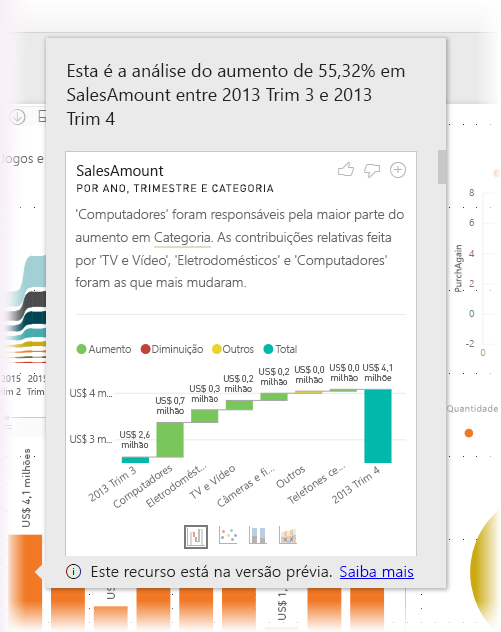 Esta é a análise do aumento de 55,32% em
SalesAmount entre 2013 Trim 3 e 2013
Trim 4
SalesAmount
POR ANO, TRIMESTRE E CATEGORIA
'Computadores' foram responsáveis pela maior parte do
aumento em Categoria. As contribuições relativas feita
por 'TV e Vídeo', 'Eletrodomésticos' e 'Computadores'
foram as que mais mudaram.
Aumento Diminuição Outros Total
US$ 4 m...
US$ 3 m...
US$ 2,6
milhão
US$ 0,7
milhão
US$ 0,3
milhão
US$ 0,2
milhão
US$ 0,2
milhão
US$ 0,0
milhão
US$ 0,0
milhão
US$ 4,1
milhõe
2013 Trim 3
Computadores
Eletrodomést...
TV e Vídeo
Câmeras e fi...
Outros
Telefones ce...
2013 Trim 4
Este recurso está na versão prévia. Saiba mais
Jogos e
2015
im 2
2015
Trim
US$ 4,1 milhões
US$ 1,
8
6
4
2
0
-2
0
PurchAgain
Quantidade